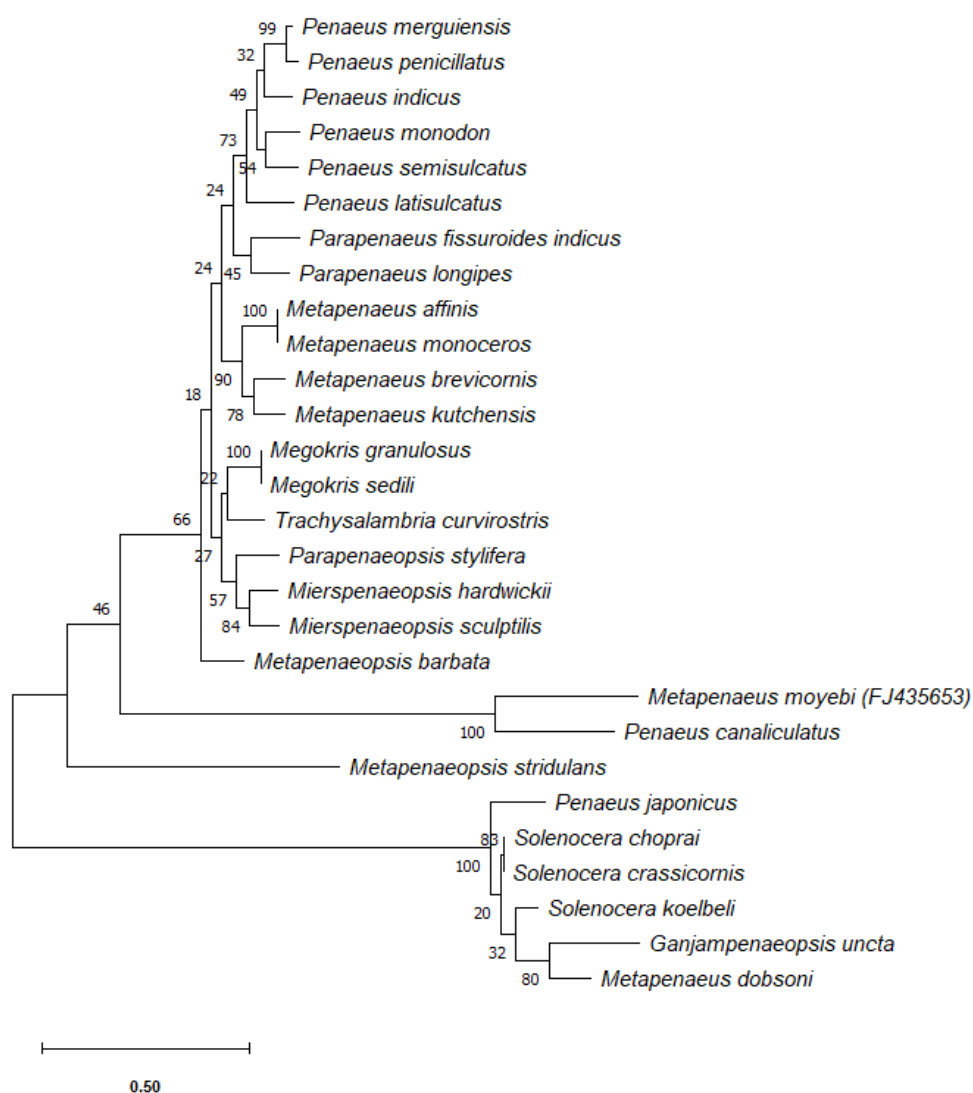 99
Penaeus merguiensis
32
Penaeus penicillatus
49
Penaeus indicus
73
Penaeus monodon
54
Penaeus semisulcatus
24
Penaeus latisulcatus
Parapenaeus fissuroides indicus
24
45
Parapenaeus longipes
100
Metapenaeus affinis
Metapenaeus monoceros
90
Metapenaeus brevicornis
18
78
Metapenaeus kutchensis
100
Megokris granulosus
22
Megokris sedili
66
Trachysalambria curvirostris
27
Parapenaeopsis stylifera
57
Mierspenaeopsis hardwickii
46
84
Mierspenaeopsis sculptilis
Metapenaeopsis barbata
Metapenaeus moyebi (FJ435653)
100
Penaeus canaliculatus
Metapenaeopsis stridulans
Penaeus japonicus
83
Solenocera choprai
100
Solenocera crassicornis
20
Solenocera koelbeli
32
Ganjampenaeopsis uncta
80
Metapenaeus dobsoni
0.50